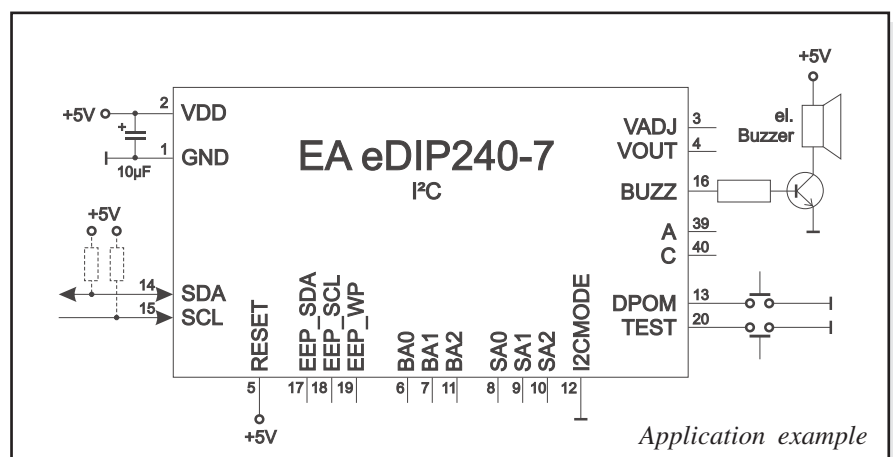 +5V
2
VDD
+5V
+
1
GND
10µF
EA eDIP240-7
I²C
VADJ
3
VOUT
4
el.
Buzzer
BUZZ
16
A
39
C
40
+5V
14
SDA
15
SCL
DPOM
13
TEST
20
RESET
EEP_SDA
EEP_SCL
EEP_WP
BA0
BA1
BA2
SA0
SA1
SA2
I2CMODE
5
17
18
19
6
7
11
8
9
10
12
+5V
Application example